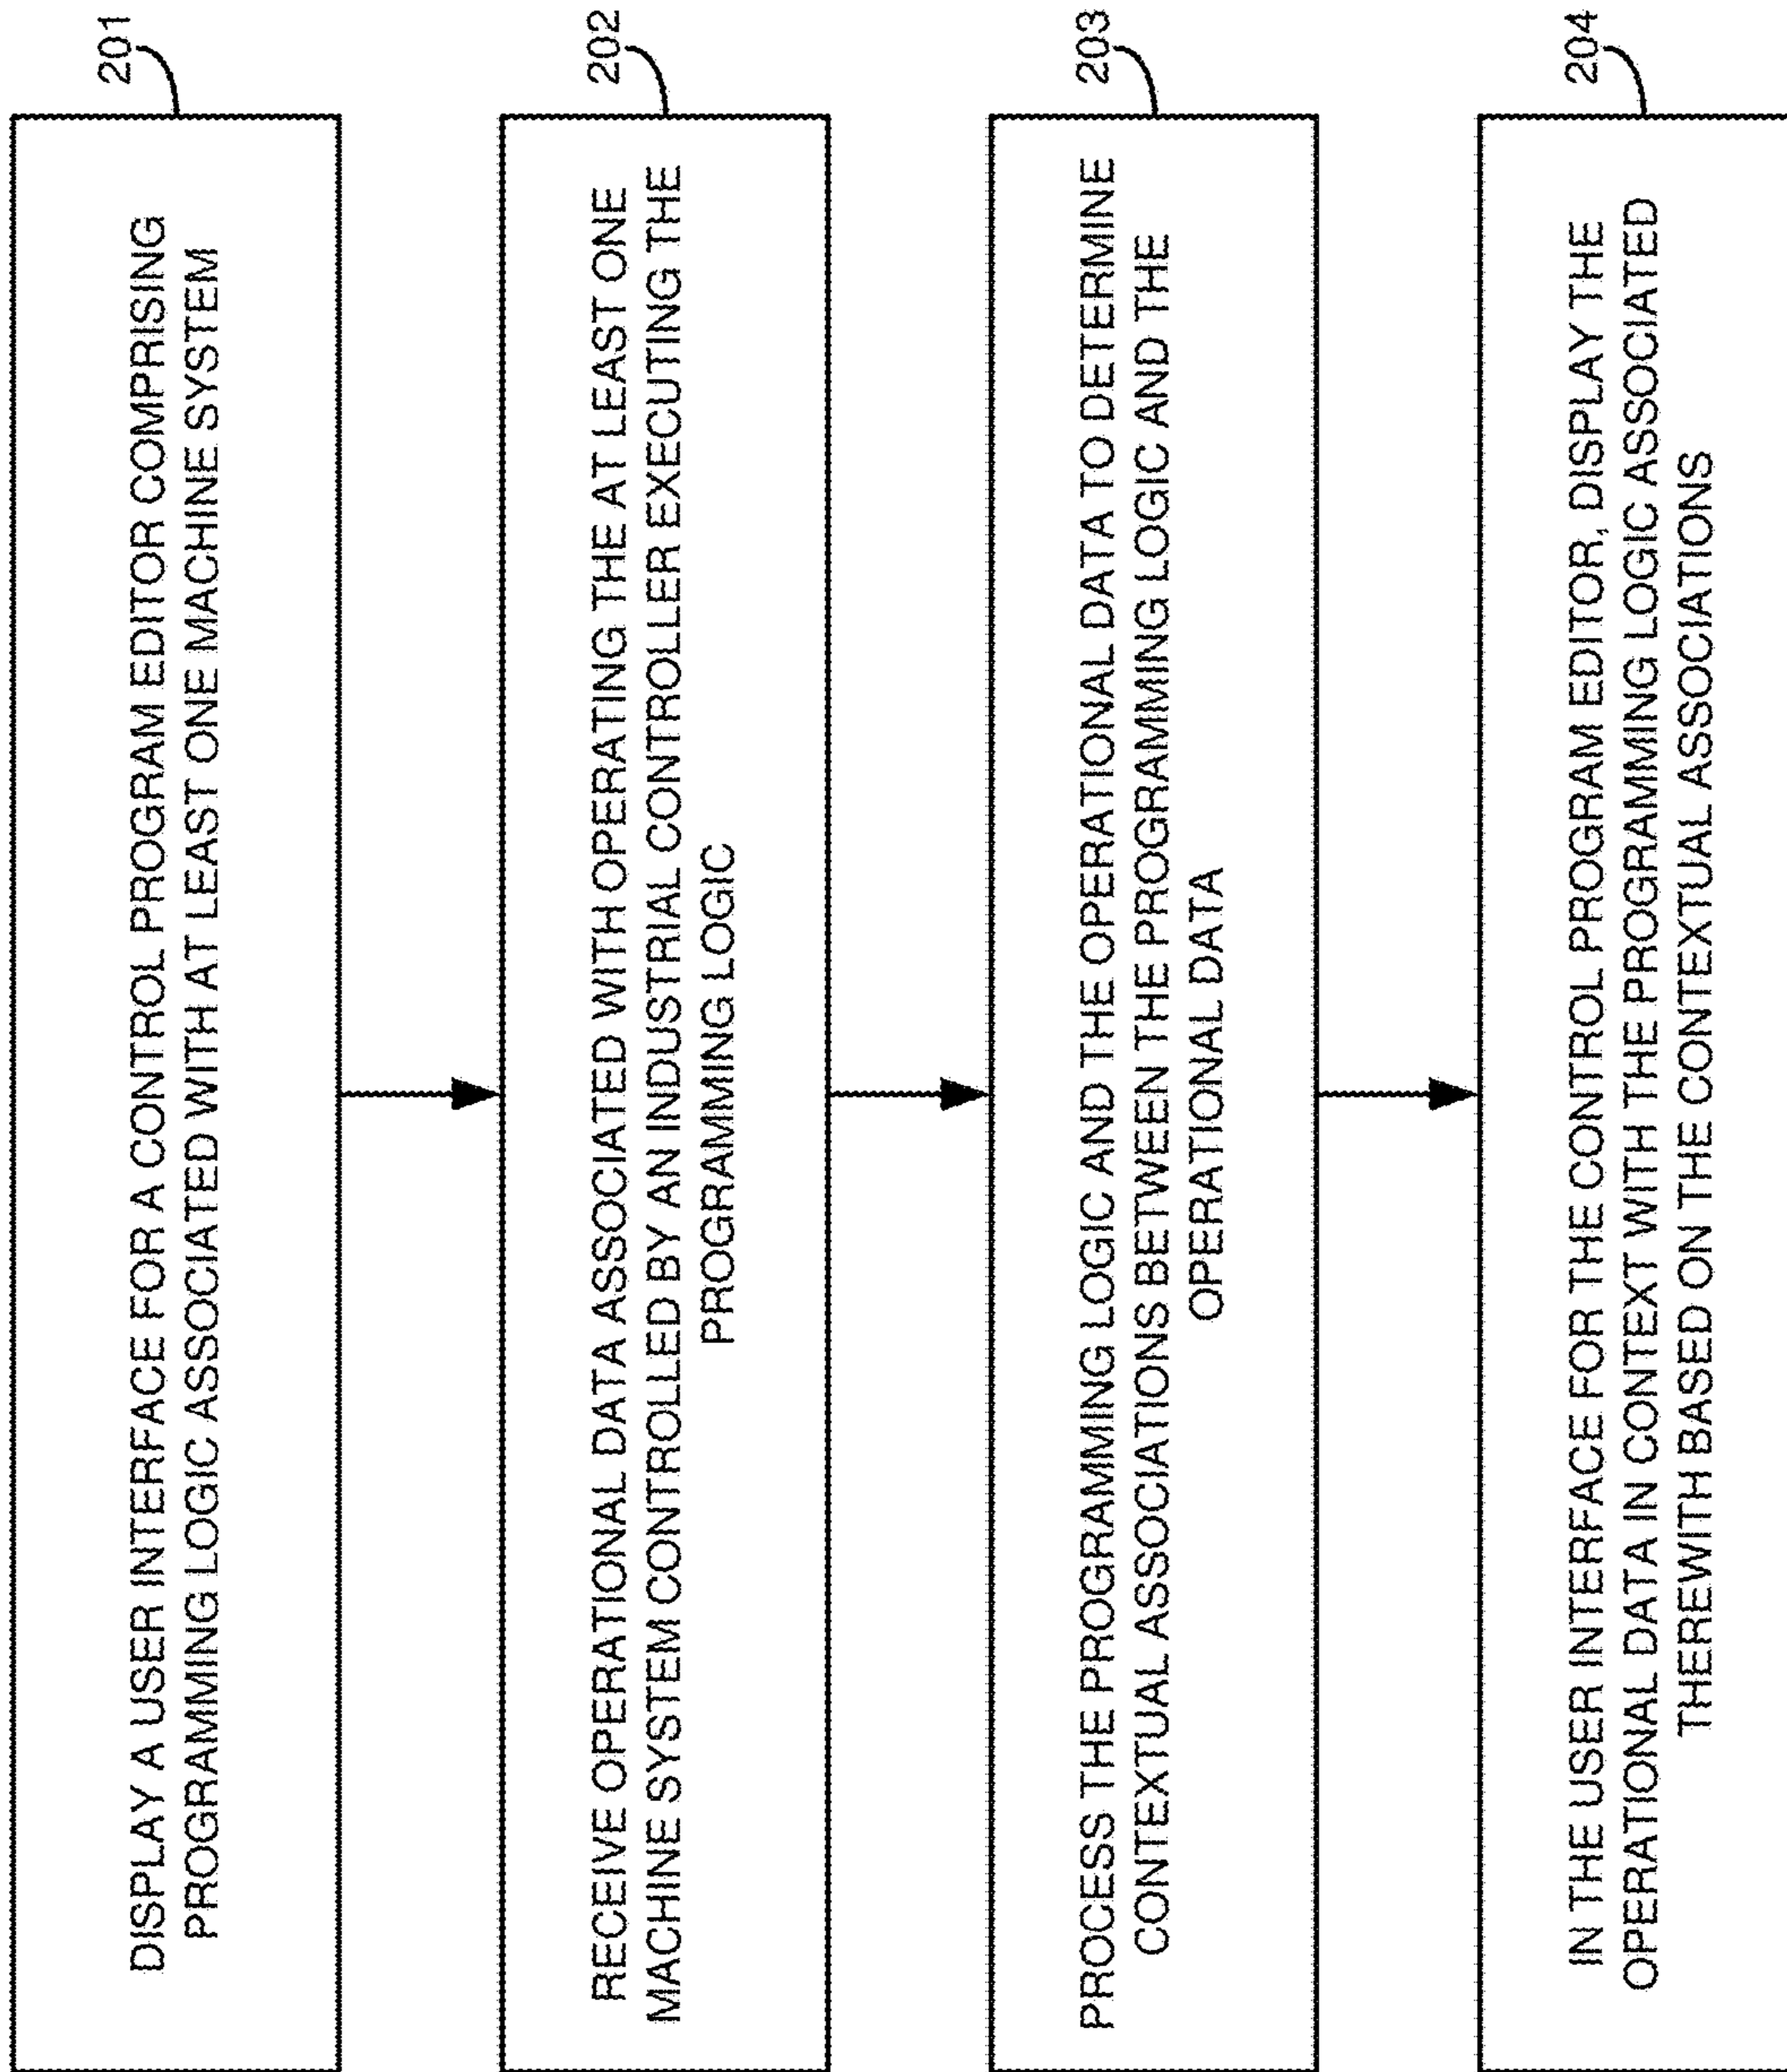 201
DISPLAY A USER INTERFACE FOR A CONTROL PROGRAM EDITOR COMPRISING
PROGRAMMING LOGIC ASSOCIATED WITH AT LEAST ONE MACHINE SYSTEM
202
RECEIVE OPERATIONAL DATA ASSOCIATED WITH OPERATING THE AT LEAST ONE
MACHINE SYSTEM CONTROLLED BY AN INDUSTRIAL CONTROLLER EXECUTING THE
PROGRAMMING LOGIC
203
PROCESS THE PROGRAMMING LOGIC AND THE OPERATIONAL DATA TO DETERMINE
CONTEXTUAL ASSOCIATIONS BETWEEN THE PROGRAMMING LOGIC AND THE
OPERATIONAL DATA
204
IN THE USER INTERFACE FOR THE CONTROL PROGRAM EDITOR, DISPLAY THE
OPERATIONAL DATA IN CONTEXT WITH THE PROGRAMMING LOGIC ASSOCIATED
THEREWITH BASED ON THE CONTEXTUAL ASSOCIATIONS